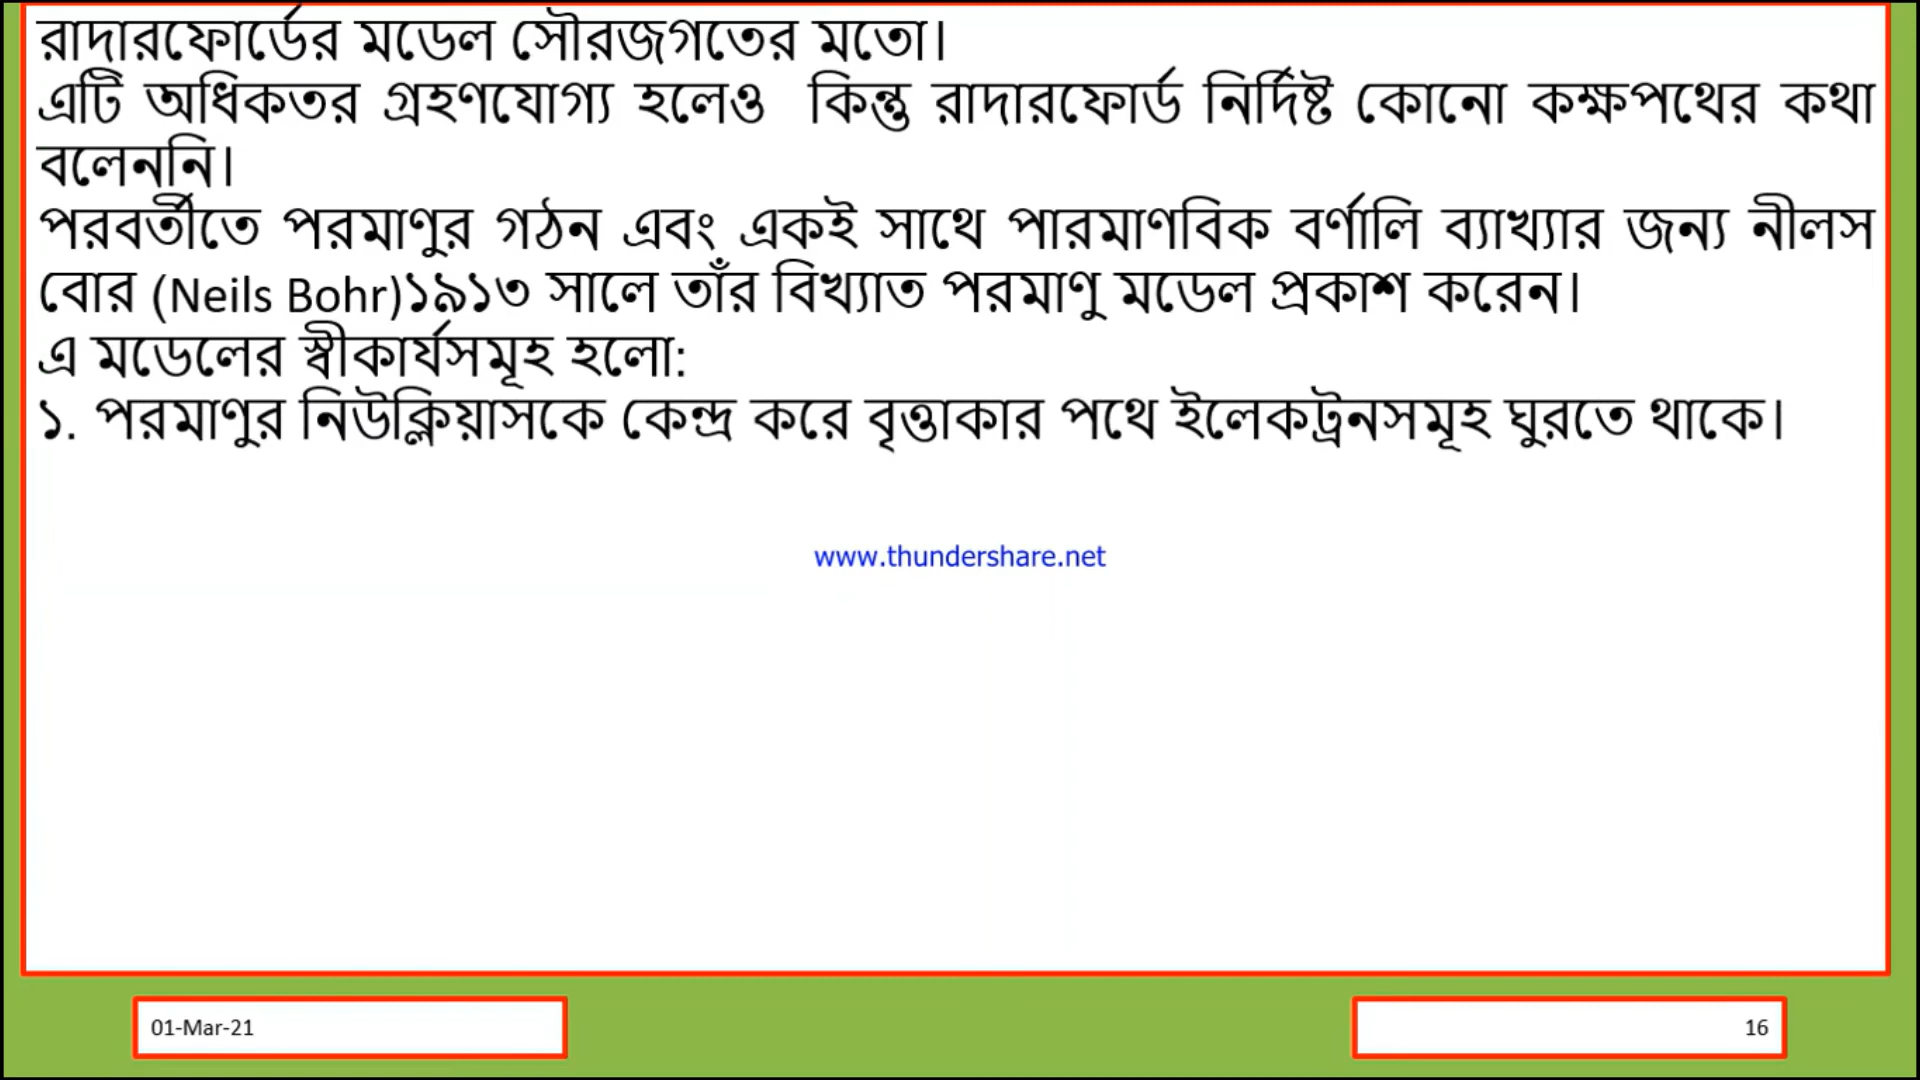 রাদারফোর্ডের মডেল সৌরজগতের মতো।
এটি অধিকতর গ্রহণযোগ্য হলেও কিন্তু রাদারফোর্ড নির্দিষ্ট কোনো কক্ষপথের কথা
বলেননি।
পরবর্তীতে পরমাণুর গঠন এবং একই সাথে পারমাণবিক বর্ণালি ব্যাখ্যার জন্য নীলস
বোর (Neils Bohr)১৯১৩ সালে তাঁর বিখ্যাত পরমাণু মডেল প্রকাশ করেন।
এ মডেলের স্বীকার্যসমূহ হলো:
১. পরমাণুর নিউক্লিয়াসকে কেন্দ্র করে বৃত্তাকার পথে ইলেকট্রনসমূহ ঘুরতে থাকে।
www.thundershare.net
01-Mar-21
16